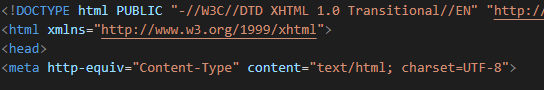 <!DOCTYPE html PUBLIC "-//W3C//DTD XHTML 1.0 Transitional//EN" "http:/
<html xmlns="http://www.w3.org/1999/xhtml">
<head>
<meta http-equiv="Content-Type" content="text/html; charset=UTF-8">